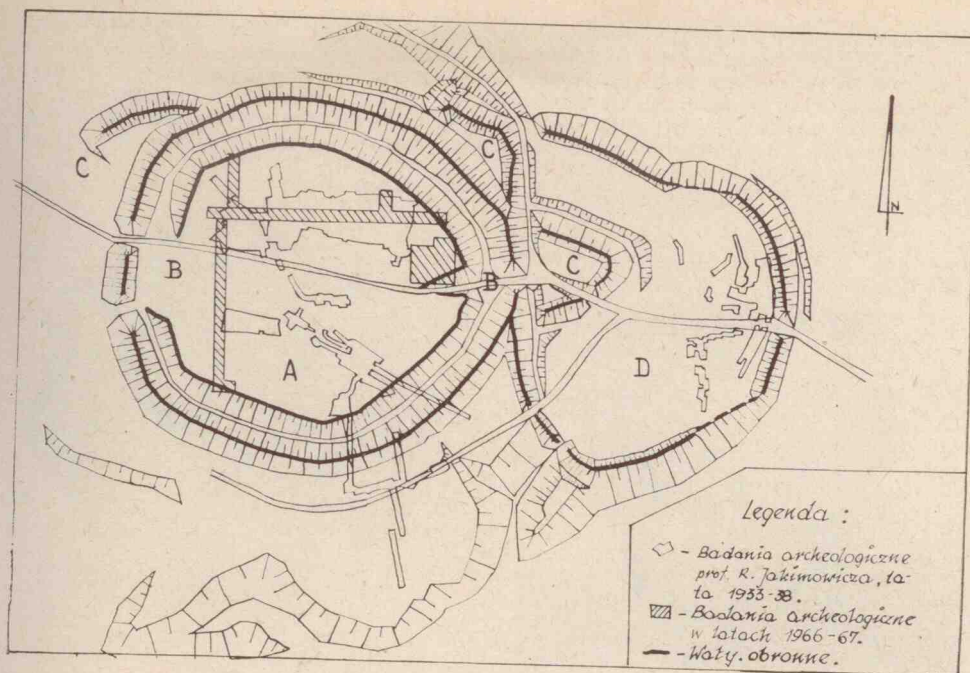 C
C
C
B
B
C
A
D
N
Legenda :
- Badania archeologiczne
prof. R. Jakimowicza, la-
ta 1933-38.
- Badania archeologiczne
w latach 1966-67.
- Wały obronne.